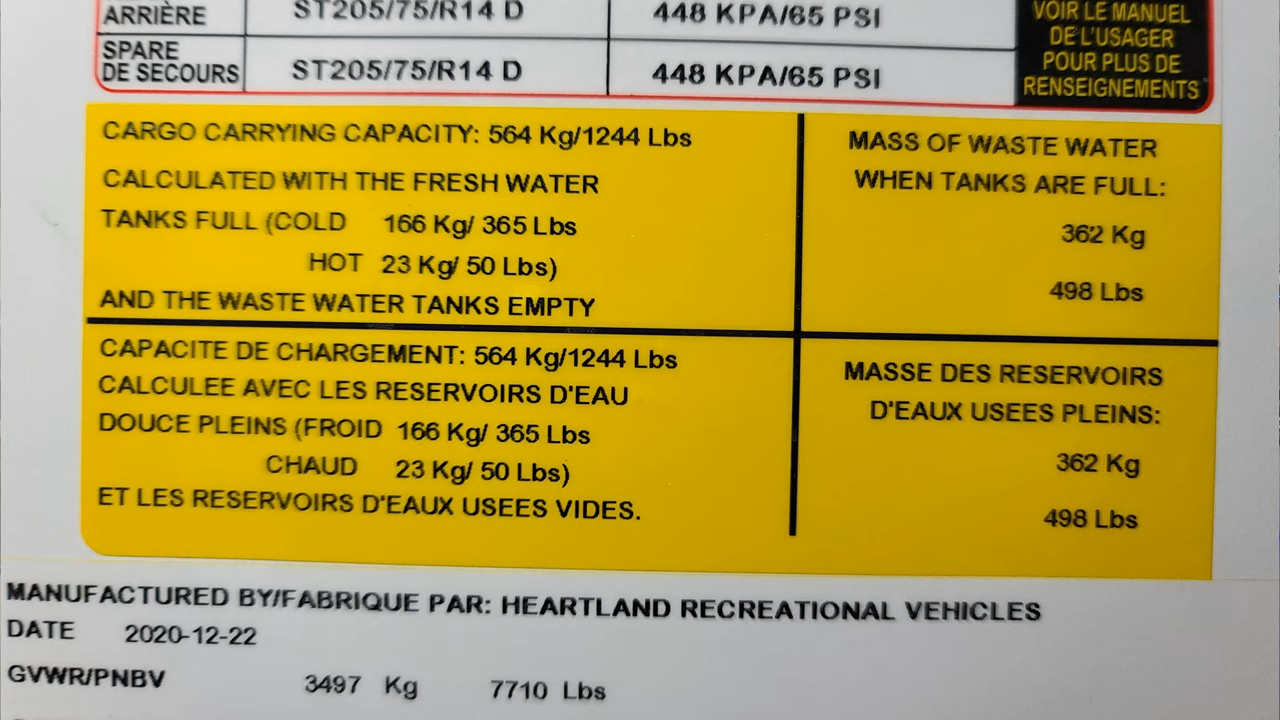 ARRIÈRE ST205/75/R14 D 448 KPA/65 PSI
SPARE
DE SECOURS ST205/75/R14 D 448 KPA/65 PSI
VOIR LE MANUEL
DE L'USAGER
POUR PLUS DE
RENSEIGNEMENTS
CARGO CARRYING CAPACITY: 564 Kg/1244 Lbs
CALCULATED WITH THE FRESH WATER
TANKS FULL (COLD 166 Kg/ 365 Lbs
HOT 23 Kg/ 50 Lbs)
AND THE WASTE WATER TANKS EMPTY
MASS OF WASTE WATER
WHEN TANKS ARE FULL:
362 Kg
498 Lbs
CAPACITE DE CHARGEMENT: 564 Kg/1244 Lbs
CALCULEE AVEC LES RESERVOIRS D'EAU
DOUCE PLEINS (FROID 166 Kg/ 365 Lbs
CHAUD 23 Kg/ 50 Lbs)
ET LES RESERVOIRS D'EAUX USEES VIDES.
MASSE DES RESERVOIRS
D'EAUX USEES PLEINS:
362 Kg
498 Lbs
MANUFACTURED BY/FABRIQUE PAR: HEARTLAND RECREATIONAL VEHICLES
DATE 2020-12-22
GVWR/PNBV 3497 Kg 7710 Lbs